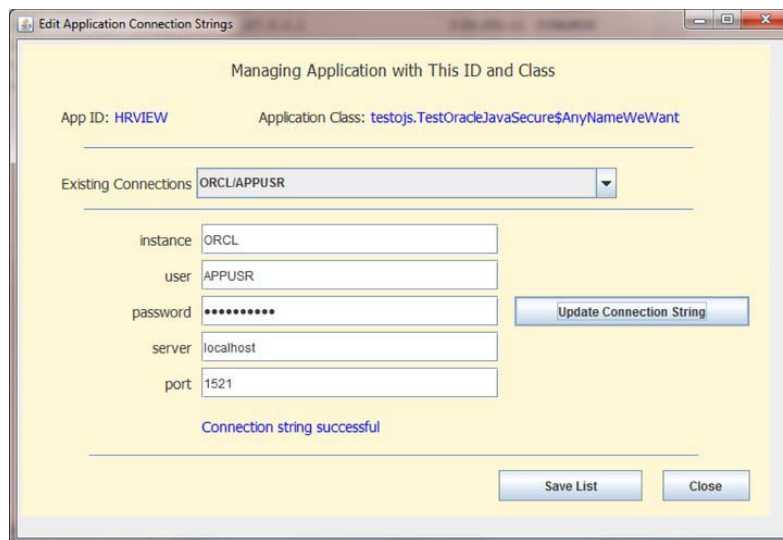 Edit Application Connection Strings
Managing Application with This ID and Class
App ID: HRVIEW Application Class: testojs.TestOracleJavaSecure$AnyNameWeWant
Existing Connections ORCL/APPUSR
instance ORCL
user APPUSR
password ••••••••••
Update Connection String
server localhost
port 1521
Connection string successful
Save List Close